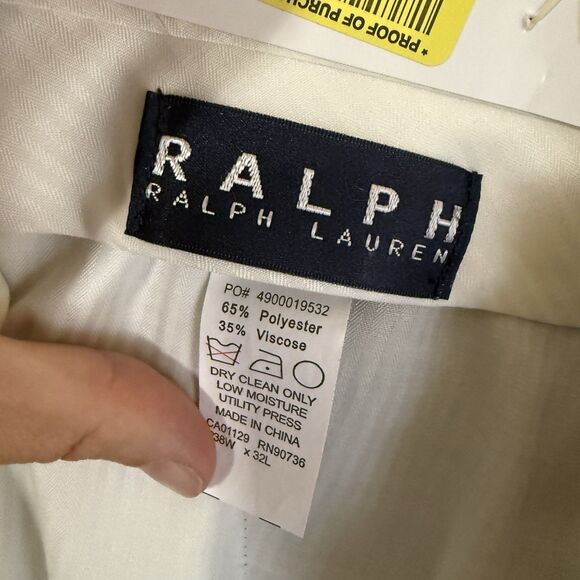 * PROOF OF PURCH
RALPH
RALPH LAUREN
PO# 4900019532
65% Polyester
35% Viscose
DRY CLEAN ONLY
LOW MOISTURE
UTILITY PRESS
MADE IN CHINA
CA01129 RN90736
36W x 32L